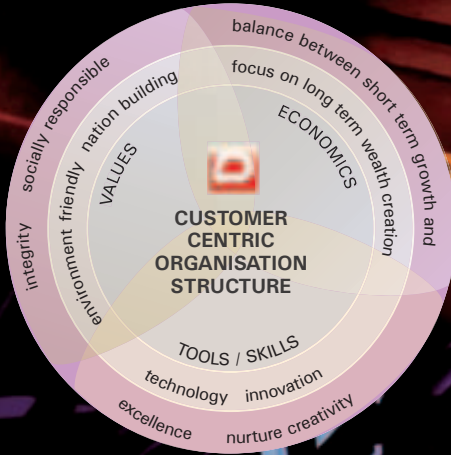 balance between short term growth and
focus on long term wealth creation
ECONOMICS
integrity socially responsible
environment friendly nation building
VALUES
CUSTOMER
CENTRIC
ORGANISATION
STRUCTURE
TOOLS / SKILLS
technology innovation
excellence nurture creativity